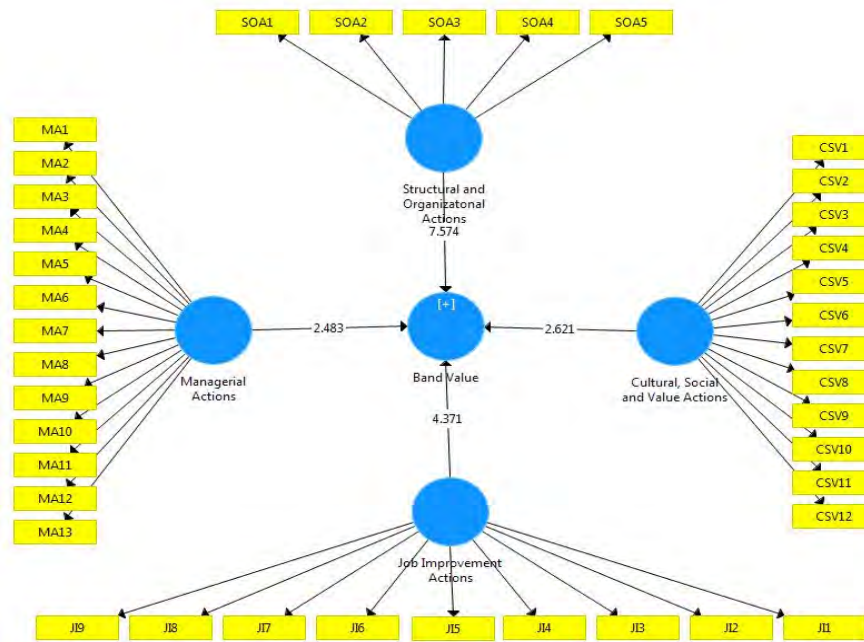 SOA1
SOA2
SOA3
SOA4
SOA5
MA1
MA2
MA3
MA4
MA5
MA6
MA7
MA8
MA9
MA10
MA11
MA12
MA13
Structural and
Organizatonal
Actions
7.574
CSV1
CSV2
CSV3
CSV4
CSV5
CSV6
CSV7
CSV8
CSV9
CSV10
CSV11
CSV12
[+]
2.483
2.621
Managerial
Actions
Band Value
Cultural, Social
and Value Actions
4.371
Job Improvement
Actions
JI9
JI8
JI7
JI6
JI5
JI4
JI3
JI2
JI1